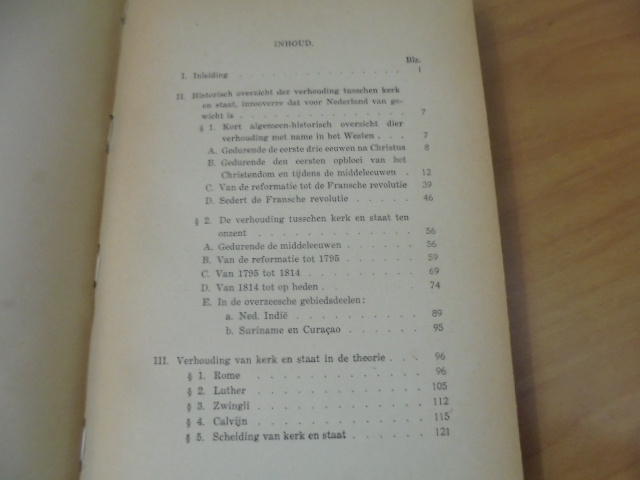 INHOUD.
Blz.
I. Inleiding . . . . . . . . . . . . 1
II. Historisch overzicht der verhouding tusschen kerk
en staat, inzooverre dat voor Nederland van ge-
wicht is . . . . . . . . . . . . 7
§ 1. Kort algemeen-historisch overzicht dier
verhouding met name in het Westen . . . 7
A. Gedurende de eerste drie eeuwen na Christus 8
B. Gedurende den eersten opbloei van het
Christendom en tijdens de middeleeuwen . 12
C. Van de reformatie tot de Fransche revolutie 39
D. Sedert de Fransche revolutie . . . . . 46
§ 2. De verhouding tusschen kerk en staat ten
onzent . . . . . . . . . . . . 56
A. Gedurende de middeleeuwen . . . . . 56
B. Van de reformatie tot 1795 . . . . . 59
C. Van 1795 tot 1814 . . . . . . . . 69
D. Van 1814 tot op heden . . . . . . . 74
E. In de overzeesche gebiedsdeelen:
a. Ned. Indië . . . . . . . . . 89
b. Suriname en Curaçao . . . . . . 95
III. Verhouding van kerk en staat in de theorie . . . 96
§ 1. Rome . . . . . . . . . . . 96
§ 2. Luther . . . . . . . . . . . 105
§ 3. Zwingli . . . . . . . . . . . 112
§ 4. Calvijn . . . . . . . . . . . 115
§ 5. Scheiding van kerk en staat . . . . . 121